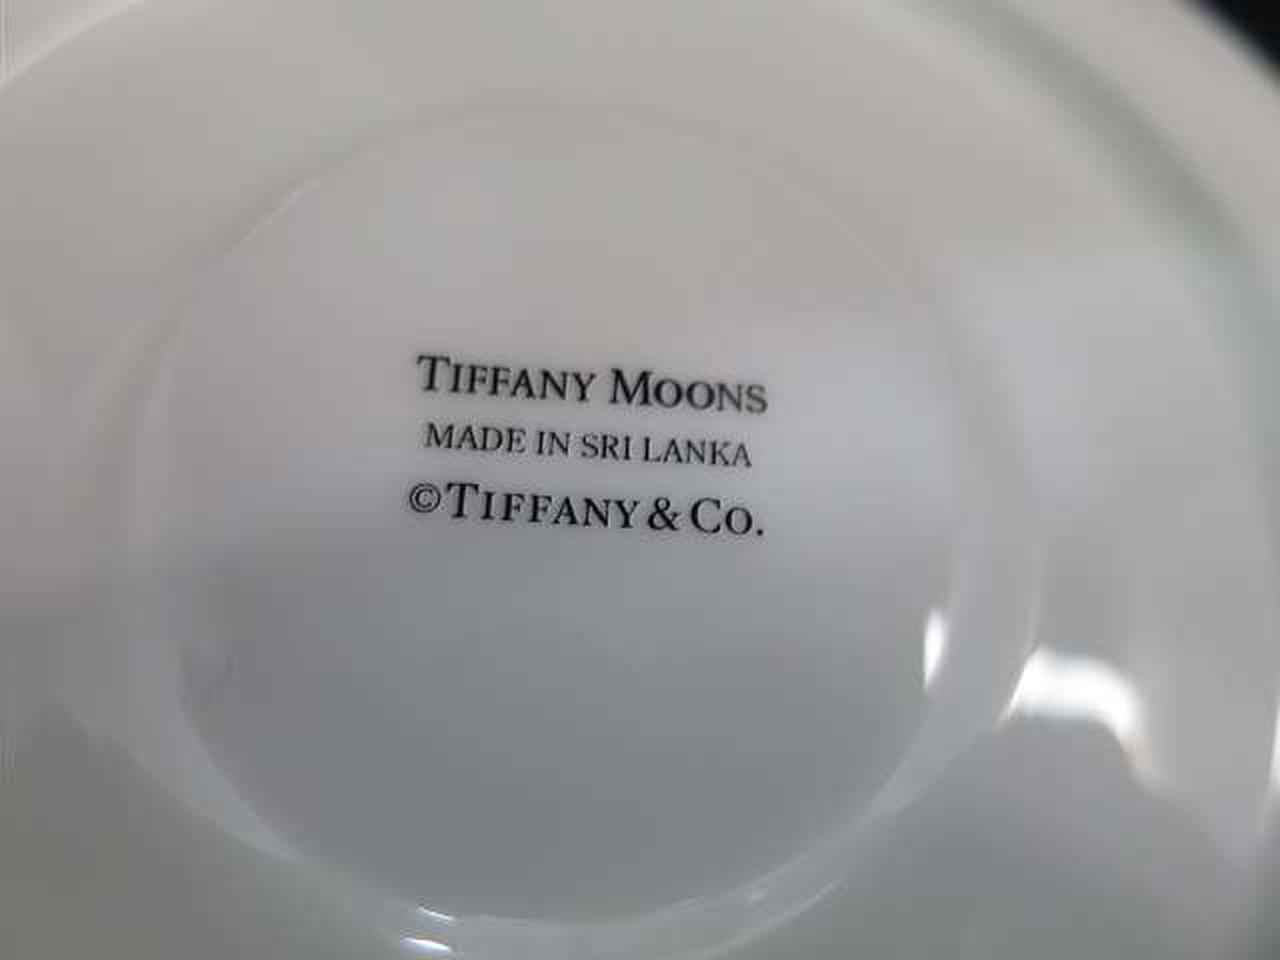 TIFFANY MOONS
MADE IN SRI LANKA
©TIFFANY & CO.